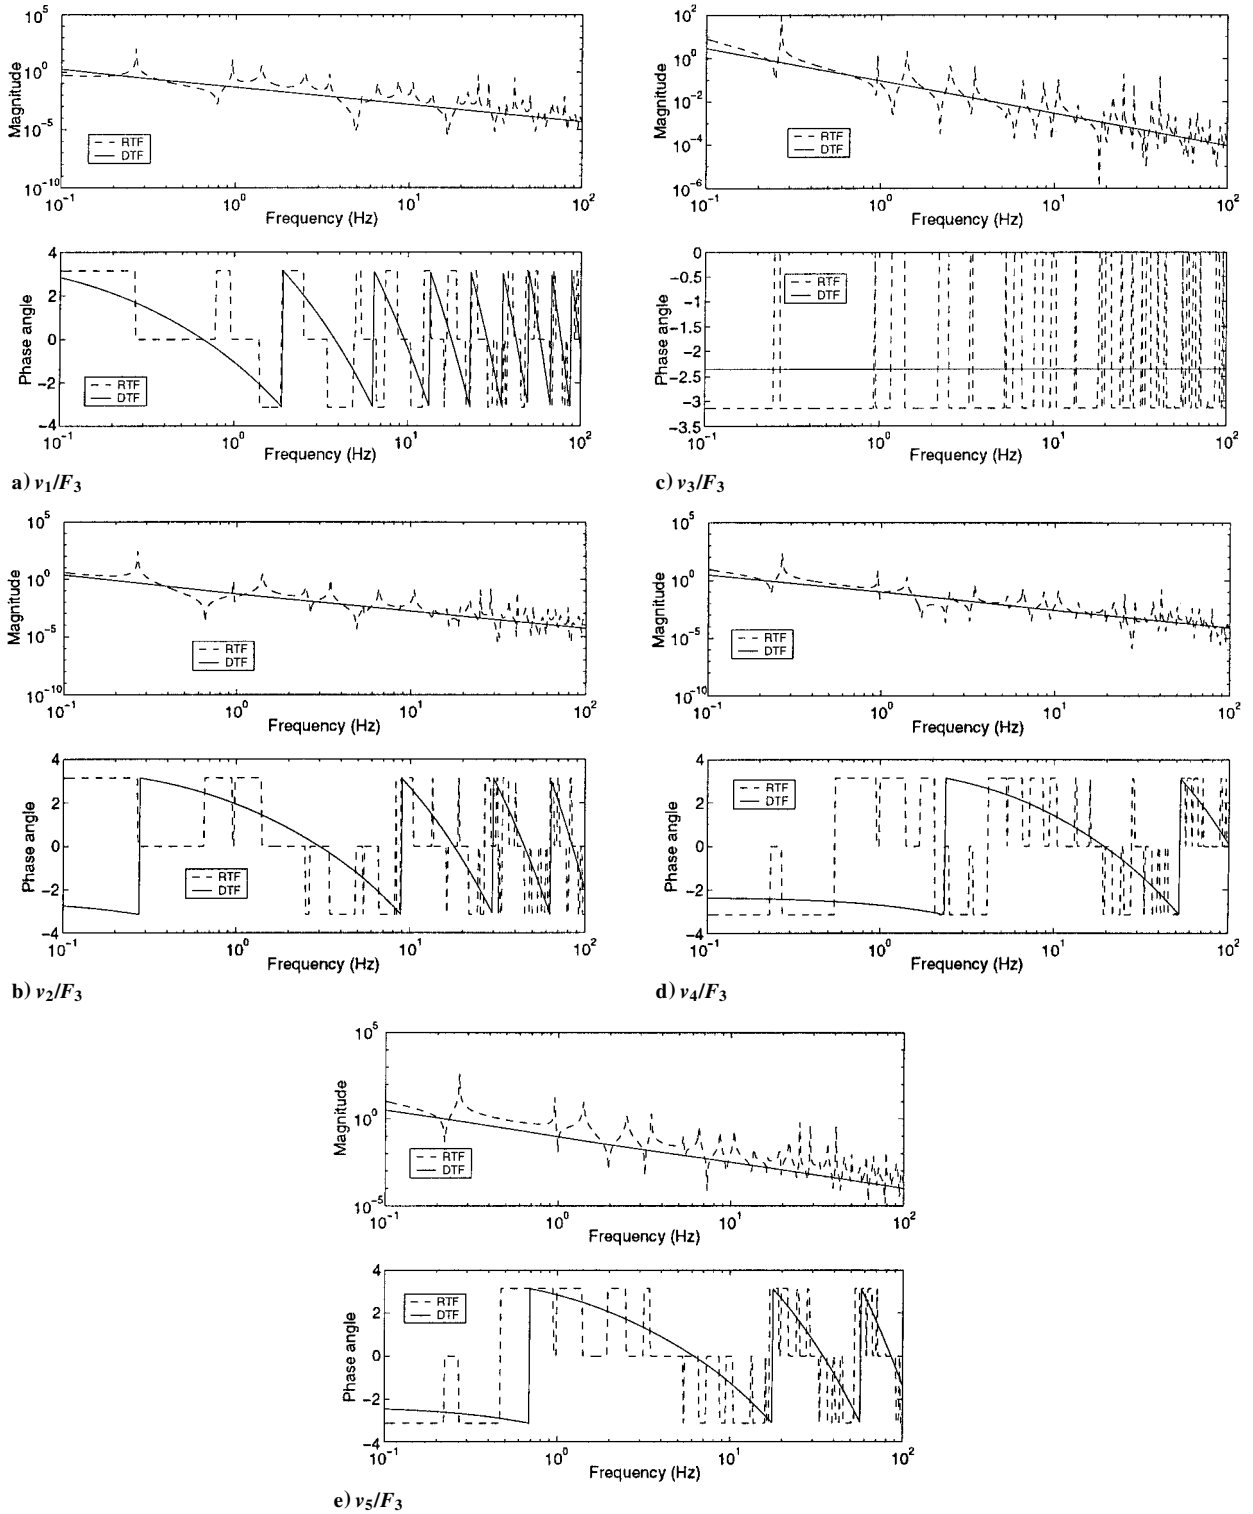 10^5
10^0
10^-5
10^-10
Magnitude
RTF
DTF
10^-1
10^0
10^1
10^2
Frequency (Hz)
4
2
0
-2
-4
Phase angle
RTF
DTF
10^-1
10^0
10^1
10^2
Frequency (Hz)
a) v1/F3
10^2
10^0
10^-2
10^-4
10^-6
Magnitude
RTF
DTF
10^-1
10^0
10^1
10^2
Frequency (Hz)
0
-0.5
-1
-1.5
-2
-2.5
-3
-3.5
Phase angle
RTF
DTF
10^-1
10^0
10^1
10^2
Frequency (Hz)
c) v3/F3
10^5
10^0
10^-5
10^-10
Magnitude
RTF
DTF
10^-1
10^0
10^1
10^2
Frequency (Hz)
4
2
0
-2
-4
Phase angle
RTF
DTF
10^-1
10^0
10^1
10^2
Frequency (Hz)
b) v2/F3
10^5
10^0
10^-5
10^-10
Magnitude
RTF
DTF
10^-1
10^0
10^1
10^2
Frequency (Hz)
4
2
0
-2
-4
Phase angle
RTF
DTF
10^-1
10^0
10^1
10^2
Frequency (Hz)
d) v4/F3
10^5
10^0
10^-5
Magnitude
RTF
DTF
10^-1
10^0
10^1
10^2
Frequency (Hz)
4
2
0
-2
-4
Phase angle
RTF
DTF
10^-1
10^0
10^1
10^2
Frequency (Hz)
e) v5/F3